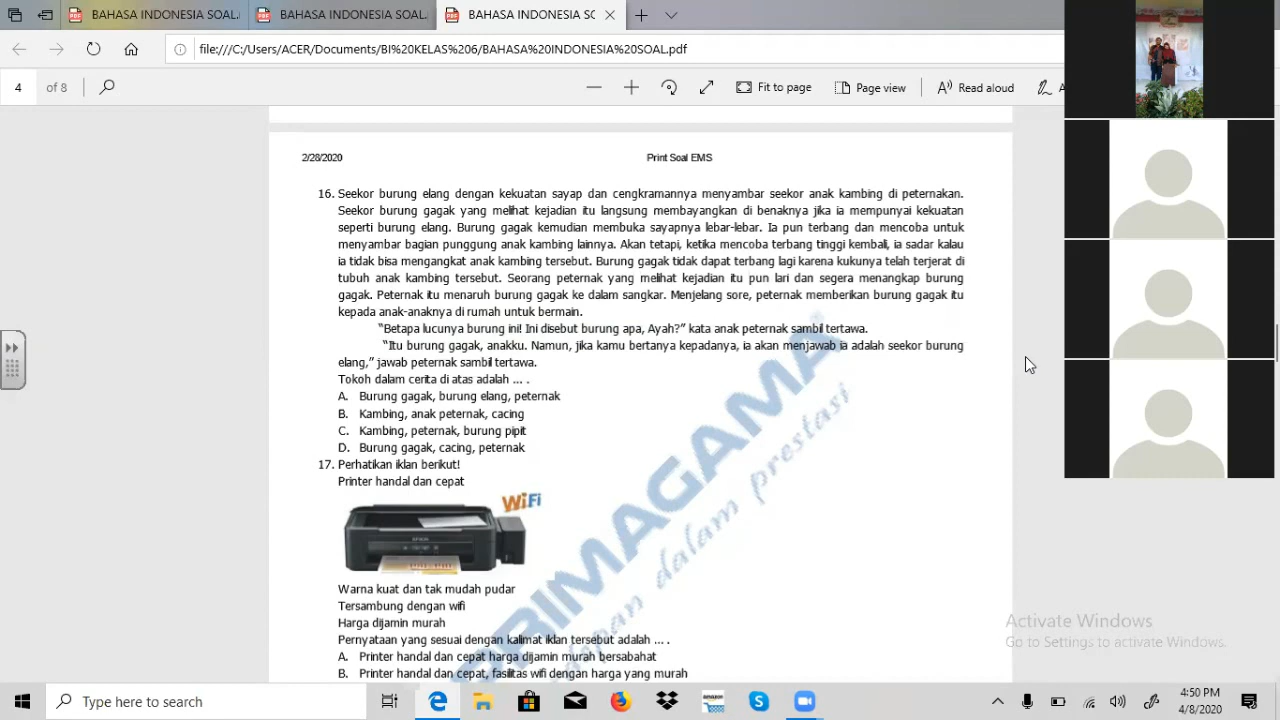 BAHASA INDONESIA SOAL.
BAHASA INDONESIA SOAL.
BAHASA INDONESIA SO
file:///C:/Users/ACER/Documents/BI%20KELAS%206/BAHASA%20INDONESIA%20SOAL.pdf
4 of 8
Fit to page
Page view
Read aloud
2/28/2020
Print Soal EMS
16. Seekor burung elang dengan kekuatan sayap dan cengkramannya menyambar seekor anak kambing di peternakan.
Seekor burung gagak yang melihat kejadian itu langsung membayangkan di benaknya jika ia mempunyai kekuatan
seperti burung elang. Burung gagak kemudian membuka sayapnya lebar-lebar. Ia pun terbang dan mencoba untuk
menyambar bagian punggung anak kambing lainnya. Akan tetapi, ketika mencoba terbang tinggi kembali, ia sadar kalau
ia tidak bisa mengangkat anak kambing tersebut. Burung gagak tidak dapat terbang lagi karena kukunya telah terjerat di
tubuh anak kambing tersebut. Seorang peternak yang melihat kejadian itu pun lari dan segera menangkap burung
gagak. Peternak itu menaruh burung gagak ke dalam sangkar. Menjelang sore, peternak memberikan burung gagak itu
kepada anak-anaknya di rumah untuk bermain.
“Betapa lucunya burung ini! Ini disebut burung apa, Ayah?” kata anak peternak sambil tertawa.
“Itu burung gagak, anakku. Namun, jika kamu bertanya kepadanya, ia akan menjawab ia adalah seekor burung
elang,” jawab peternak sambil tertawa.
Tokoh dalam cerita di atas adalah ... .
A. Burung gagak, burung elang, peternak
B. Kambing, anak peternak, cacing
C. Kambing, peternak, burung pipit
D. Burung gagak, cacing, peternak
17. Perhatikan iklan berikut!
Printer handal dan cepat
WiFi
EPSON
Warna kuat dan tak mudah pudar
Tersambung dengan wifi
Harga dijamin murah
Pernyataan yang sesuai dengan kalimat iklan tersebut adalah ... .
A. Printer handal dan cepat harga dijamin murah bersabahat
B. Printer handal dan cepat, fasilitas wifi dengan harga yang murah
PRIMAGAMA
depan dalam prestasi
Activate Windows
Go to Settings to activate Windows.
Type here to search
4:50 PM
4/8/2020